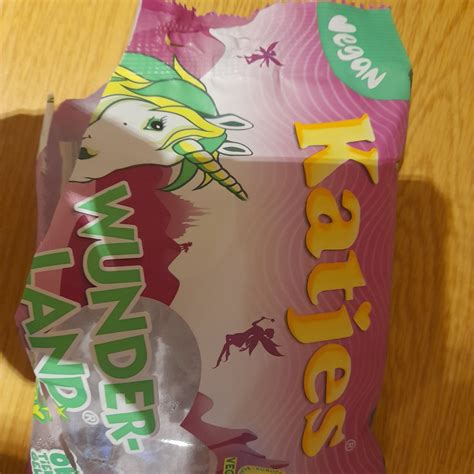 VEGAN
Katjes
WUNDER-
LAND®